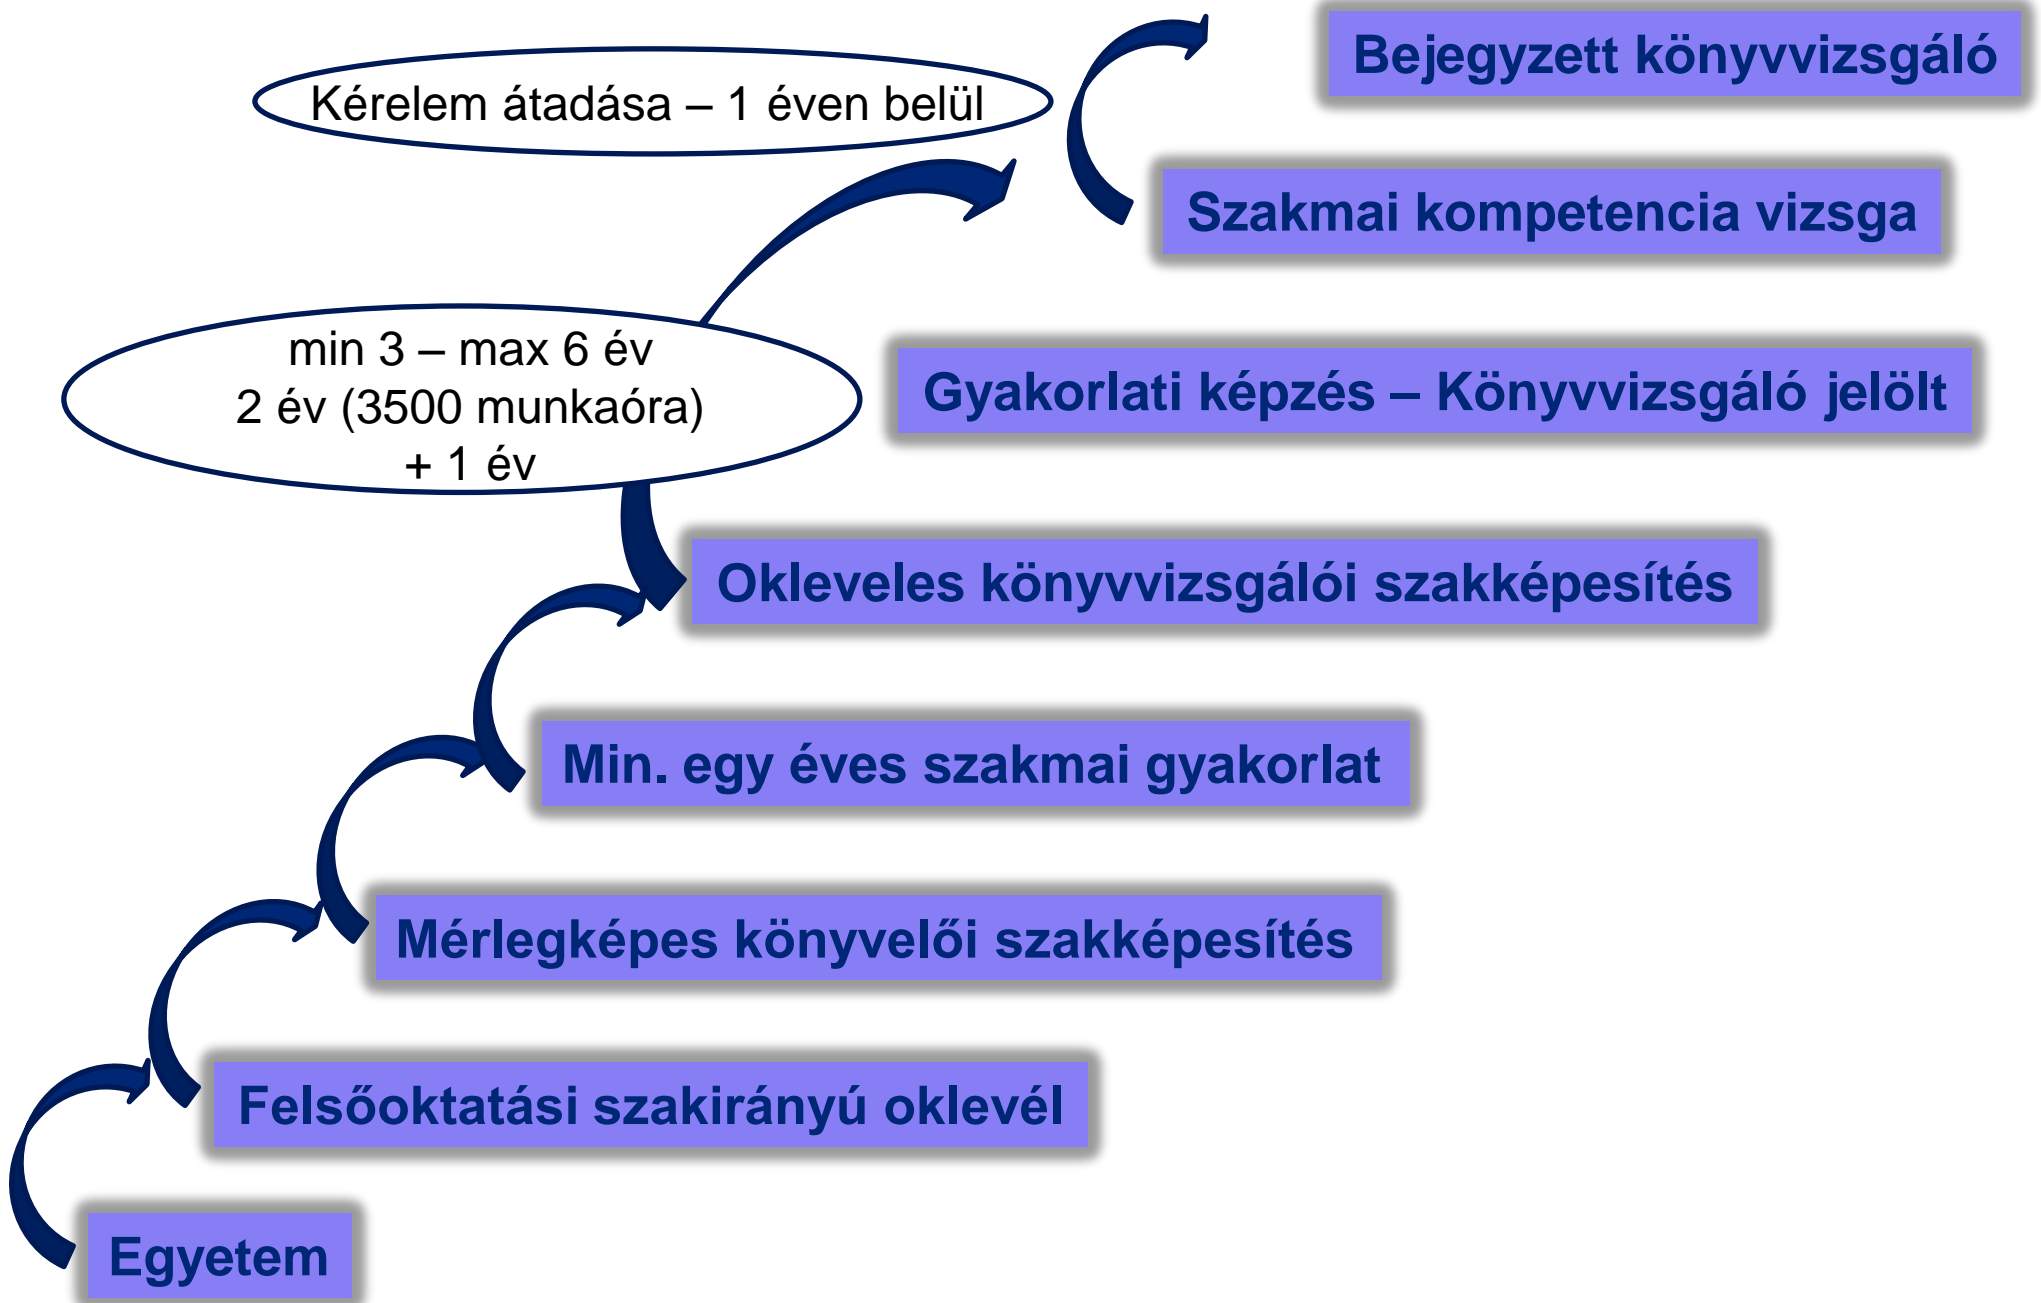 Bejegyzett könyvvizsgáló
Kérelem átadása – 1 éven belül
Szakmai kompetencia vizsga
min 3 – max 6 év
2 év (3500 munkaóra)
+ 1 év
Gyakorlati képzés – Könyvvizsgáló jelölt
Okleveles könyvvizsgálói szakképesítés
Min. egy éves szakmai gyakorlat
Mérlegképes könyvelői szakképesítés
Felsőoktatási szakirányú oklevél
Egyetem